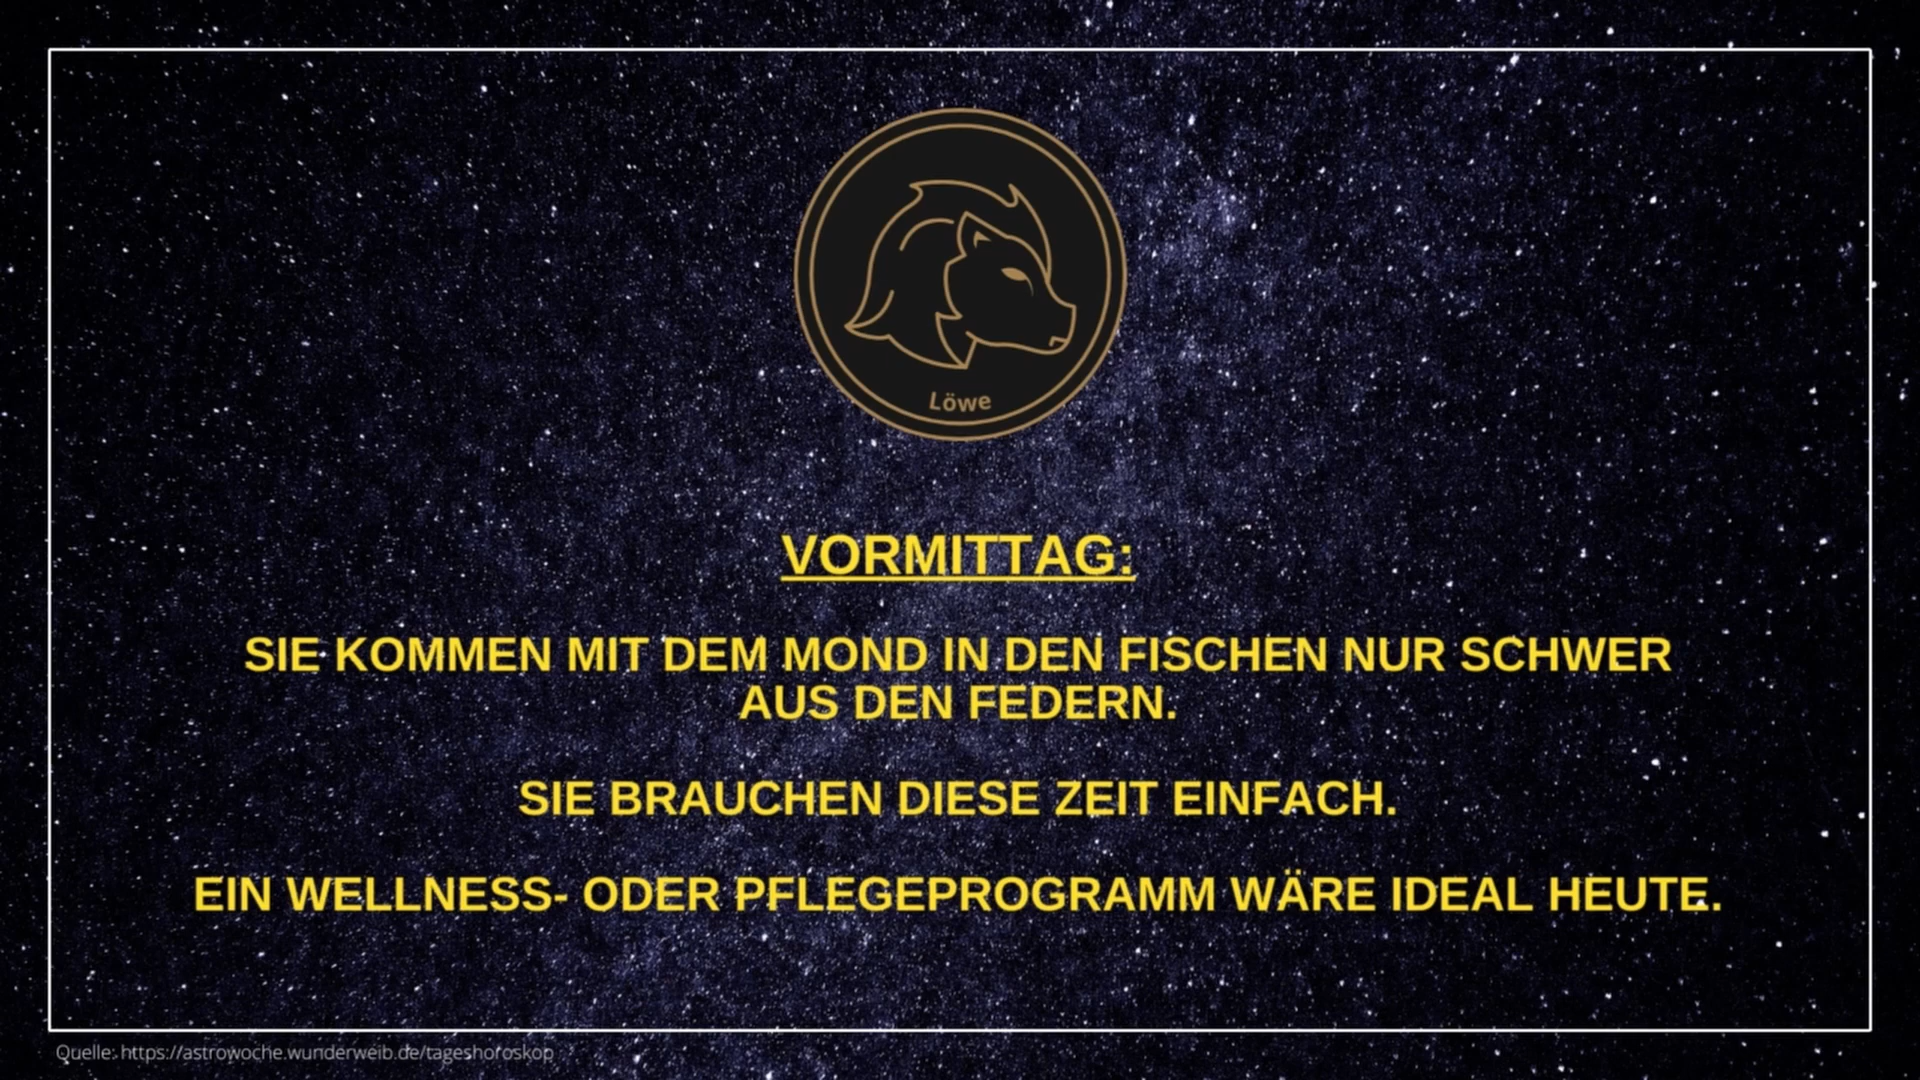 Löwe
VORMITTAG:
SIE KOMMEN MIT DEM MOND IN DEN FISCHEN NUR SCHWER
AUS DEN FEDERN.
SIE BRAUCHEN DIESE ZEIT EINFACH.
EIN WELLNESS- ODER PFLEGEPROGRAMM WÄRE IDEAL HEUTE.
Quelle: https://astrowoche.wunderweib.de/tageshoroskop